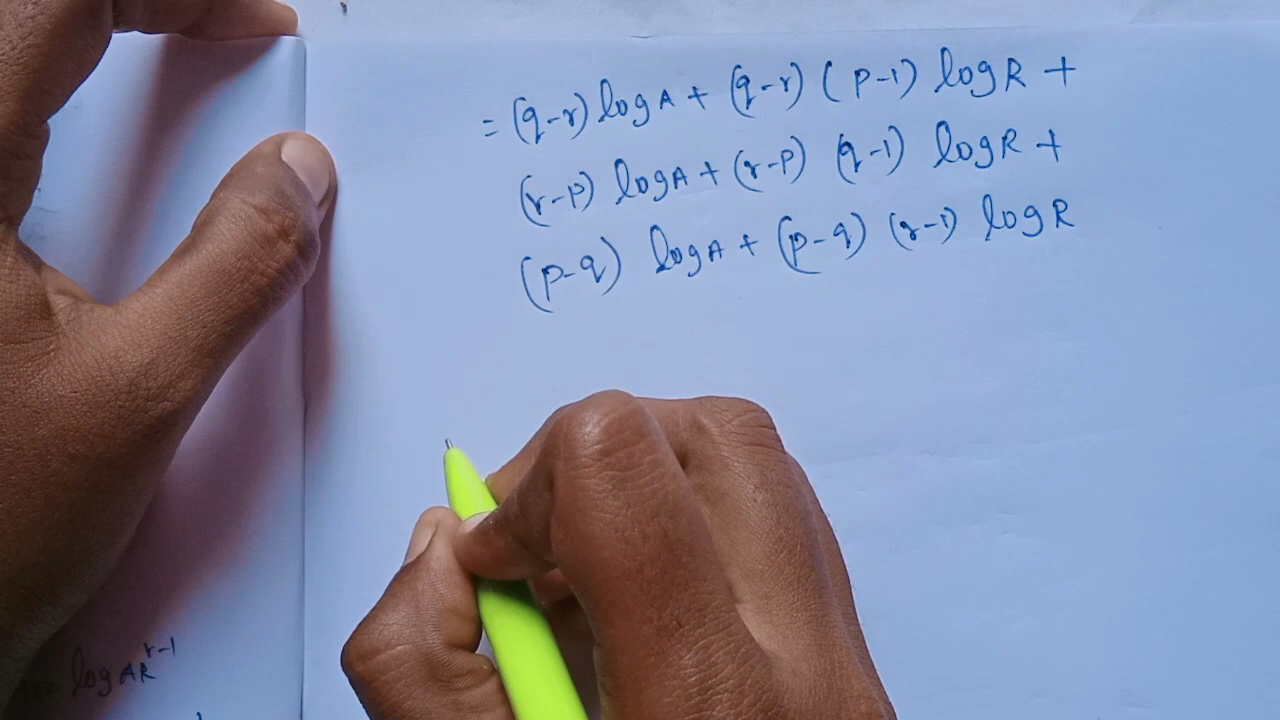 = (q-r) log A + (q-r) (p-1) log R +
(r-p) log A + (r-p) (q-1) log R +
(p-q) log A + (p-q) (r-1) log R
log AR^{r-1}